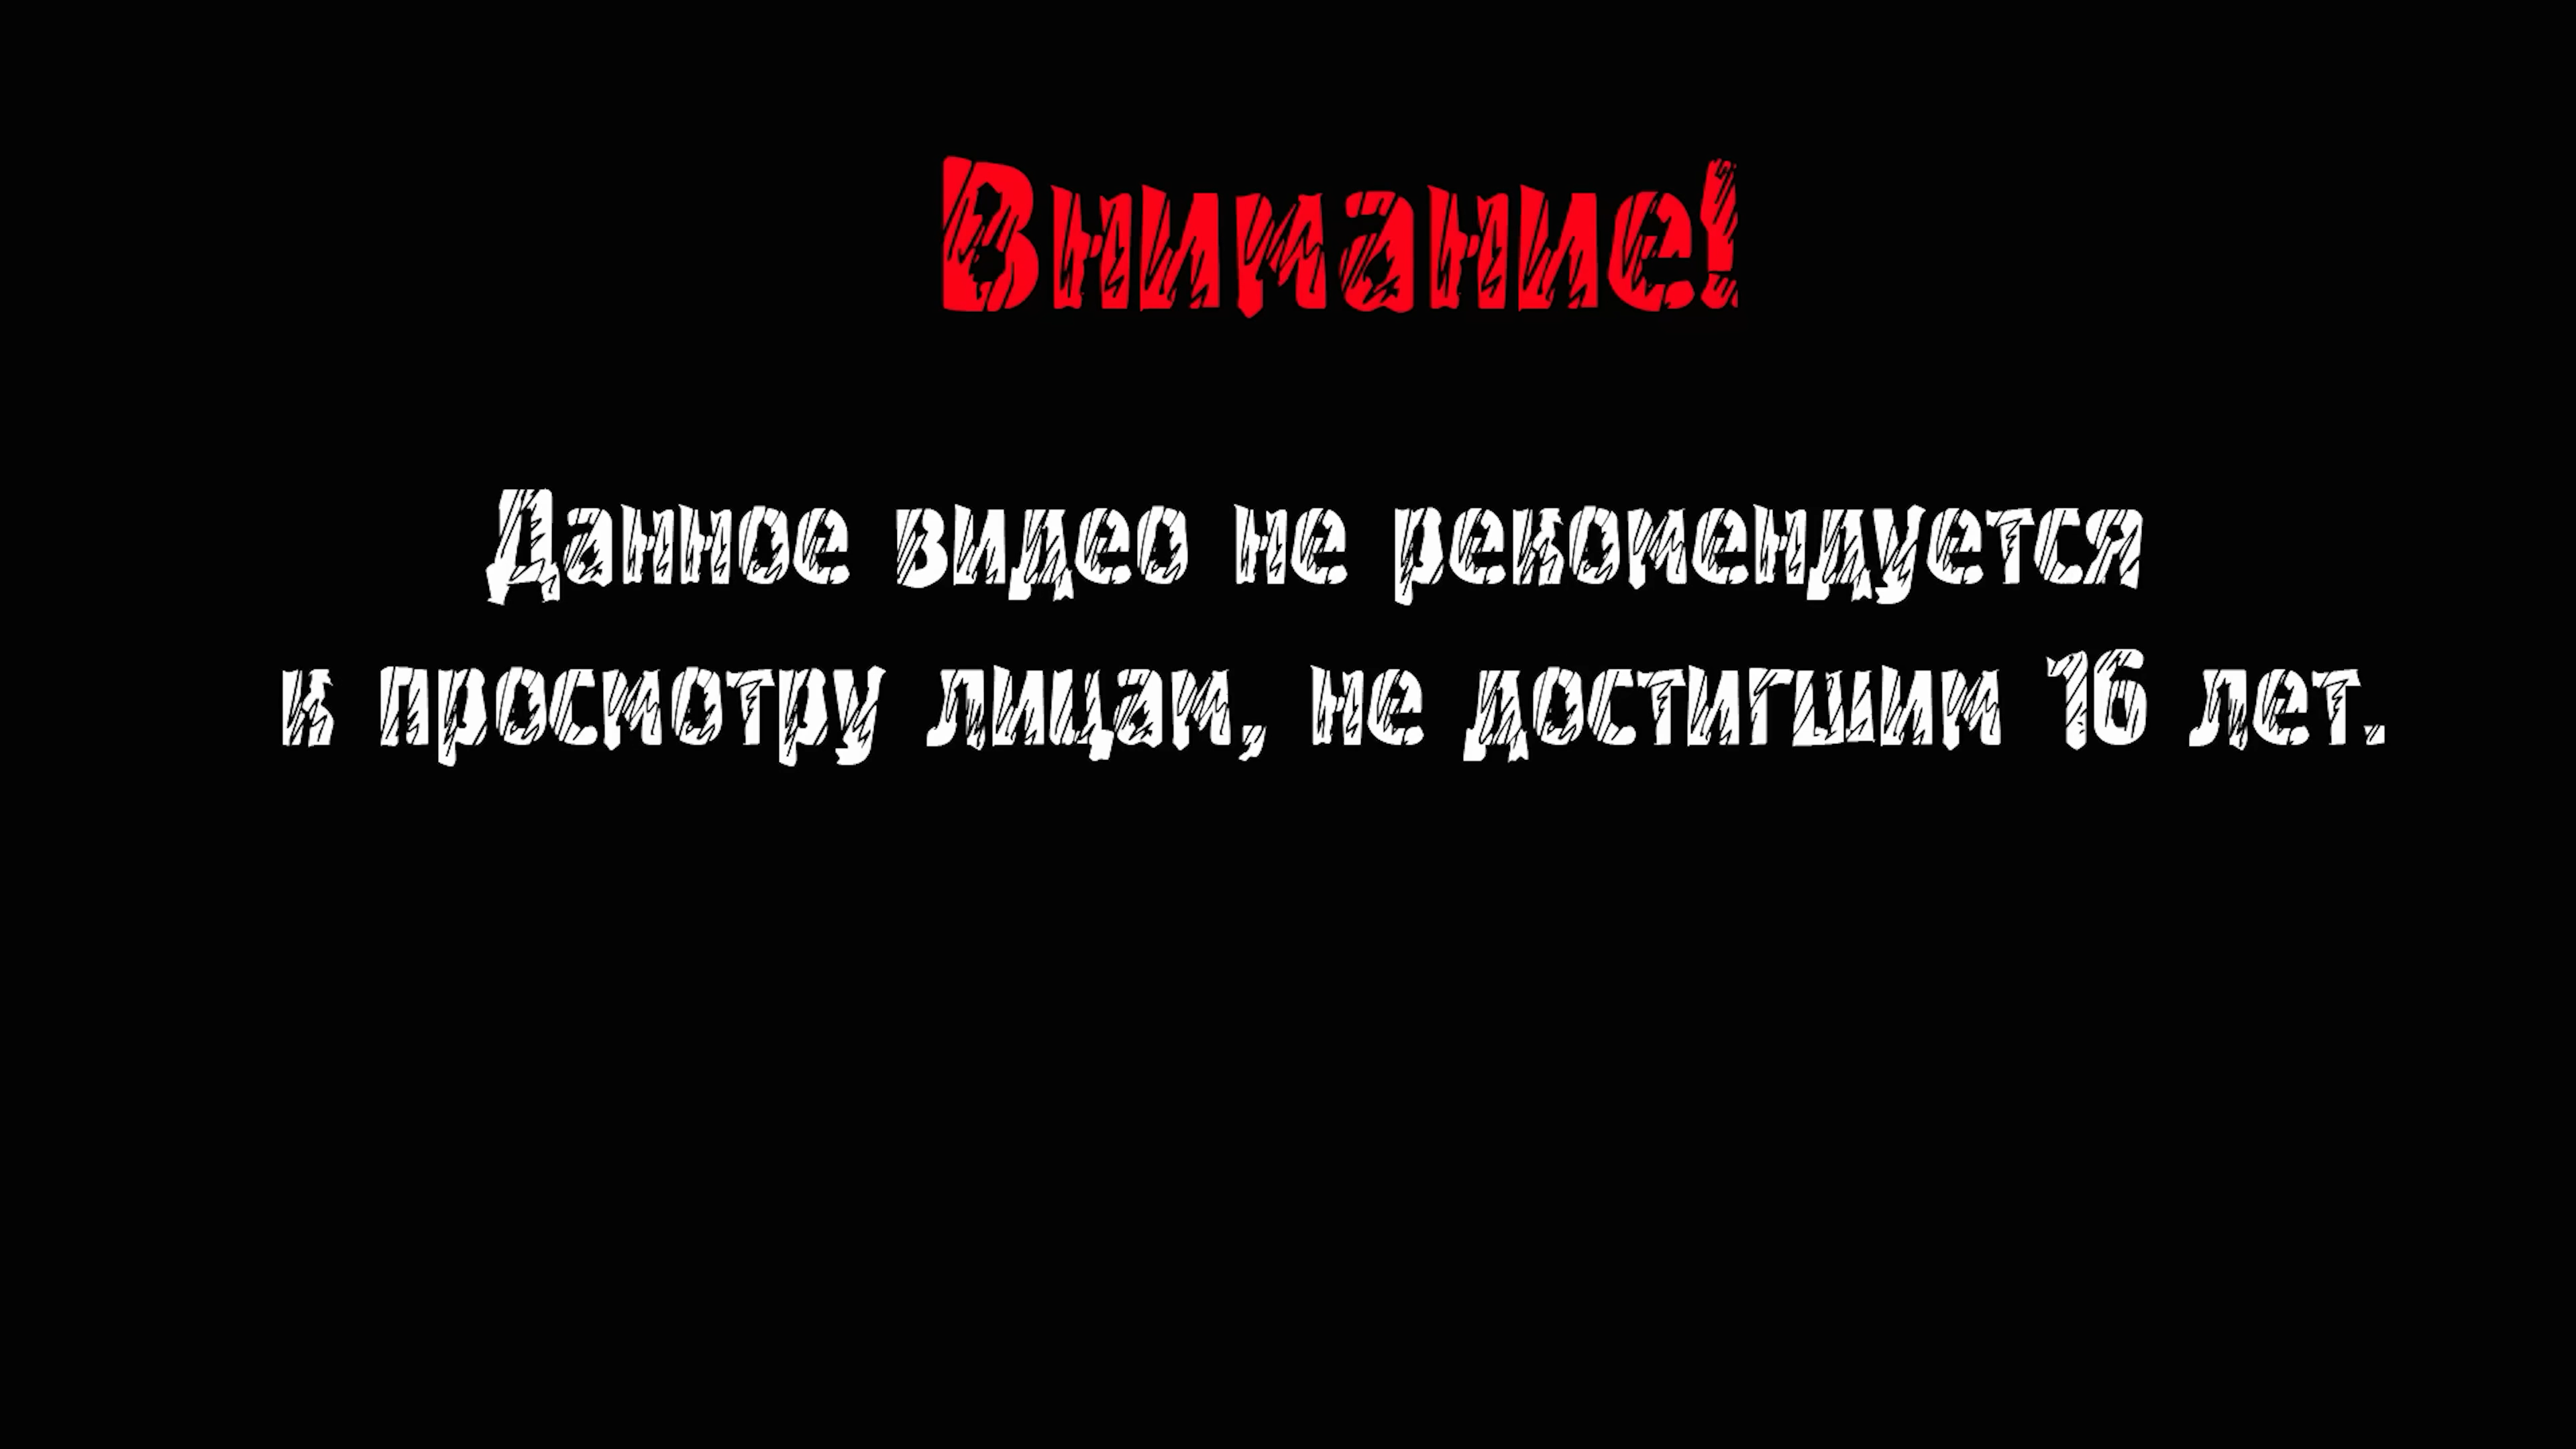 Внимание!
Данное видео не рекомендуется
к просмотру лицам, не достигшим 16 лет.